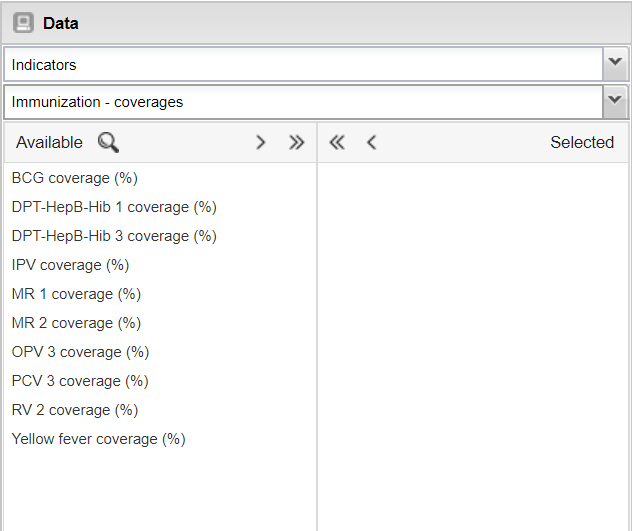 Data
Indicators
Immunization - coverages
Available Selected
BCG coverage (%)
DPT-HepB-Hib 1 coverage (%)
DPT-HepB-Hib 3 coverage (%)
IPV coverage (%)
MR 1 coverage (%)
MR 2 coverage (%)
OPV 3 coverage (%)
PCV 3 coverage (%)
RV 2 coverage (%)
Yellow fever coverage (%)